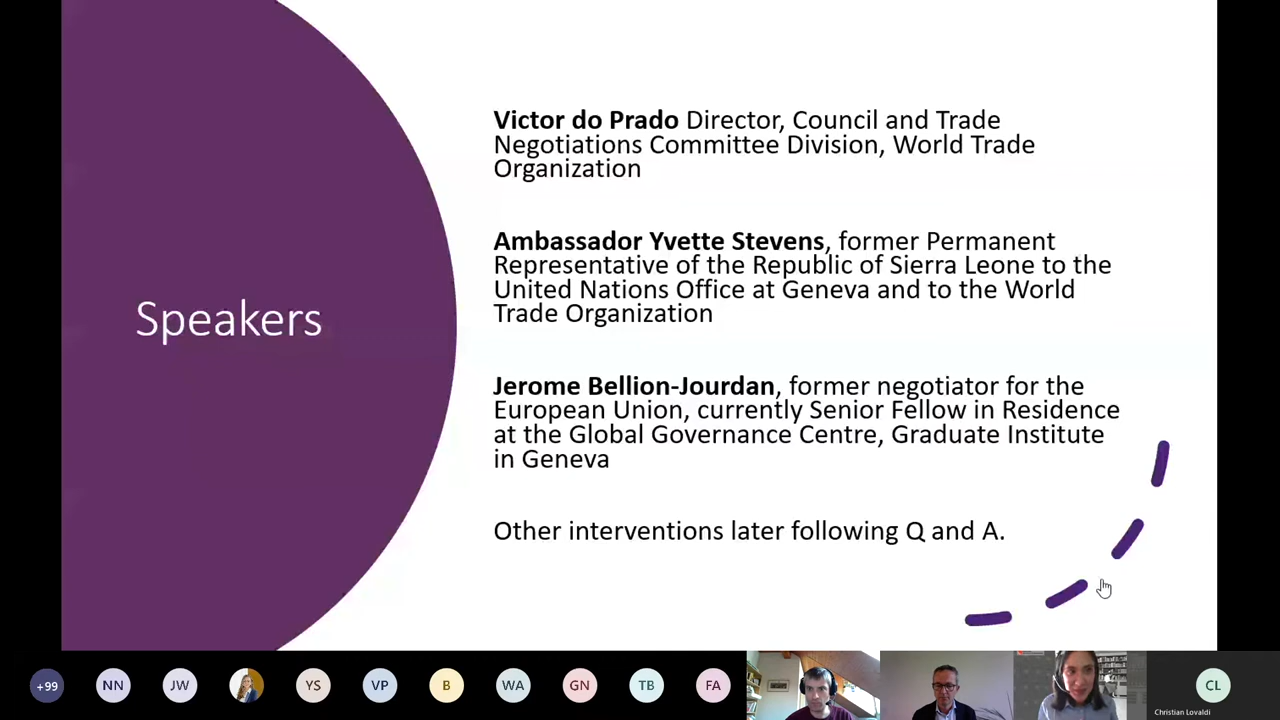 Speakers
Victor do Prado Director, Council and Trade
Negotiations Committee Division, World Trade
Organization
Ambassador Yvette Stevens, former Permanent
Representative of the Republic of Sierra Leone to the
United Nations Office at Geneva and to the World
Trade Organization
Jerome Bellion-Jourdan, former negotiator for the
European Union, currently Senior Fellow in Residence
at the Global Governance Centre, Graduate Institute
in Geneva
Other interventions later following Q and A.
+99 NN JW YS VP B WA GN TB FA CL
Christian Lovaldi